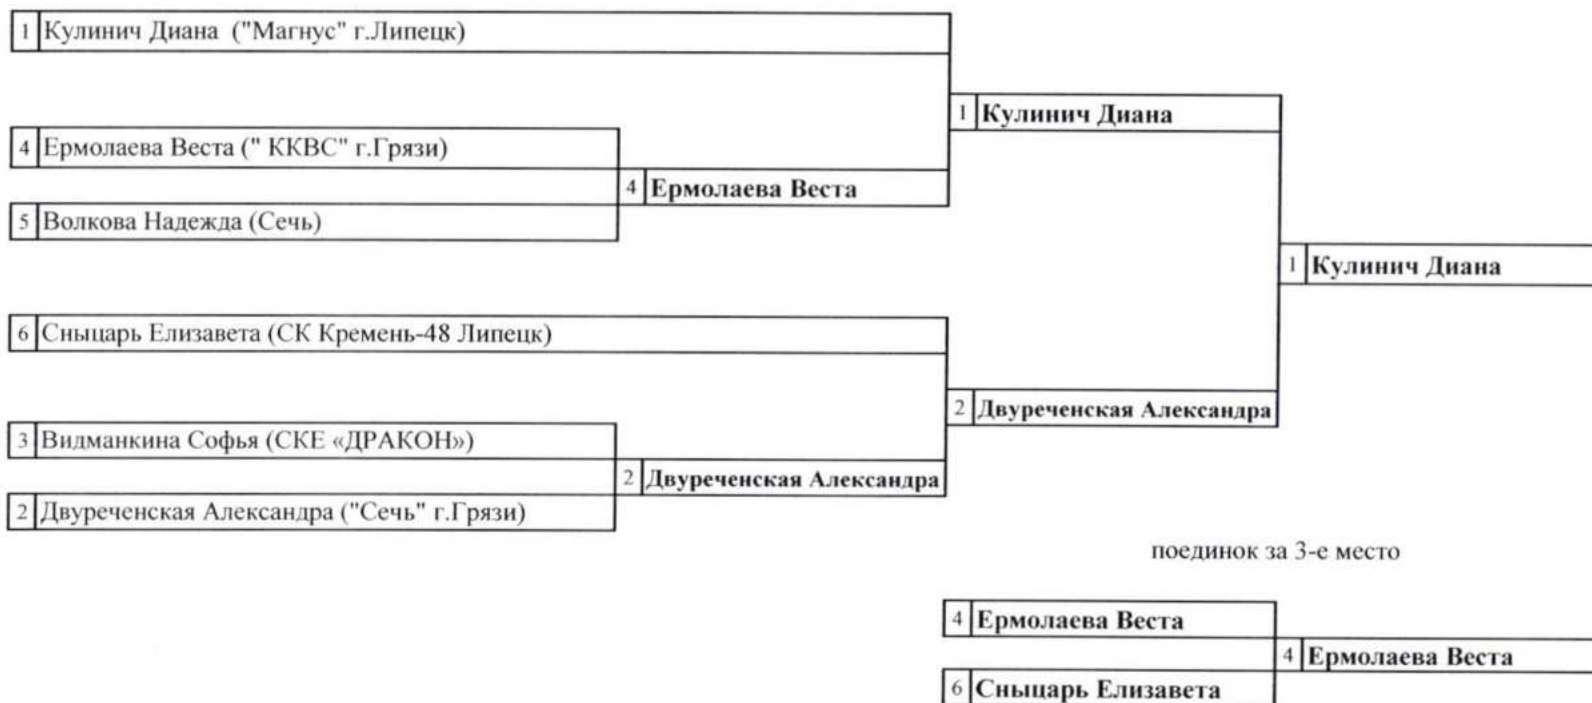 1 Кулинич Диана ("Магнус" г.Липецк)
1 Кулинич Диана
4 Ермолаева Веста (" ККВС" г.Грязи)
4 Ермолаева Веста
5 Волкова Надежда (Сечь)
1 Кулинич Диана
6 Сныцарь Елизавета (СК Кремень-48 Липецк)
2 Двуреченская Александра
3 Видманкина Софья (СКЕ «ДРАКОН»)
2 Двуреченская Александра
2 Двуреченская Александра ("Сечь" г.Грязи)
поединок за 3-е место
4 Ермолаева Веста
4 Ермолаева Веста
6 Сныцарь Елизавета